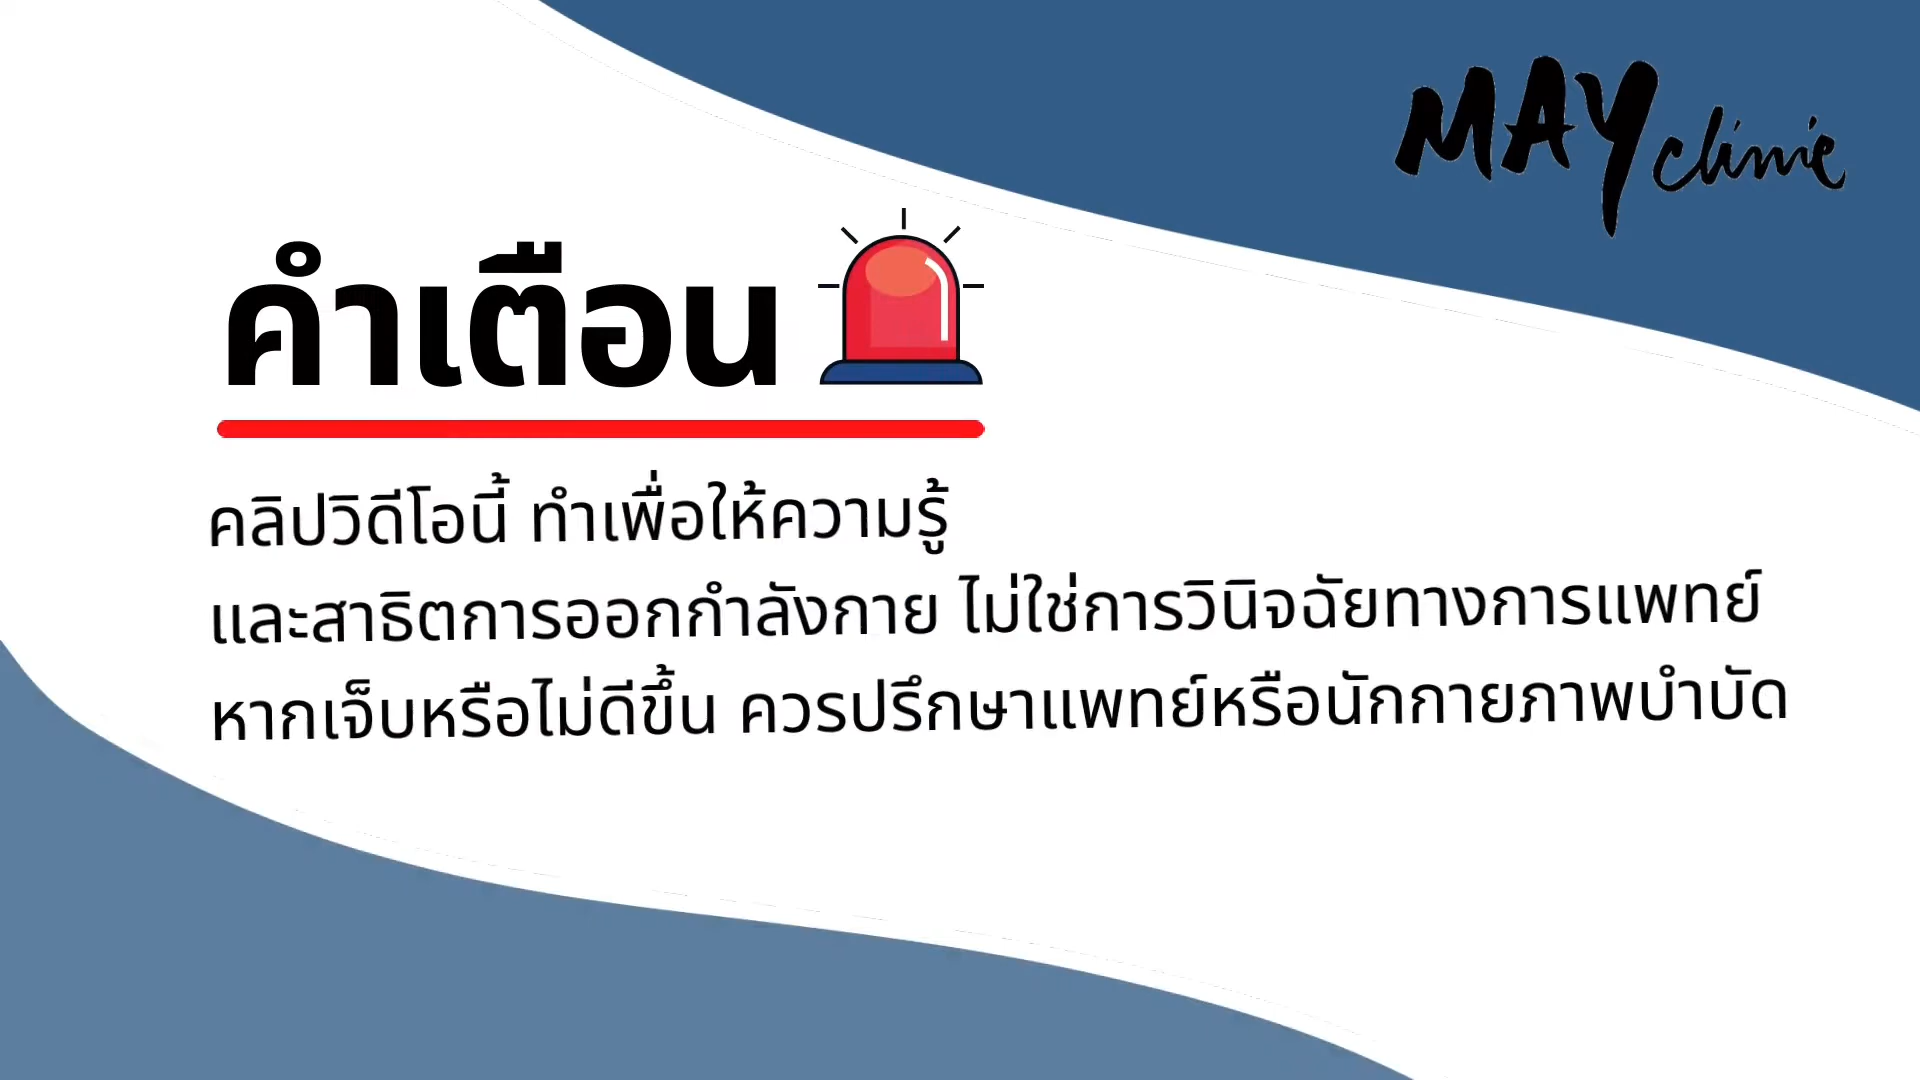 MAY clinic
คำเตือน
คลิปวิดีโอนี้ ทำเพื่อให้ความรู้
และสาธิตการออกกำลังกาย ไม่ใช่การวินิจฉัยทางการแพทย์
หากเจ็บหรือไม่ดีขึ้น ควรปรึกษาแพทย์หรือนักกายภาพบำบัด